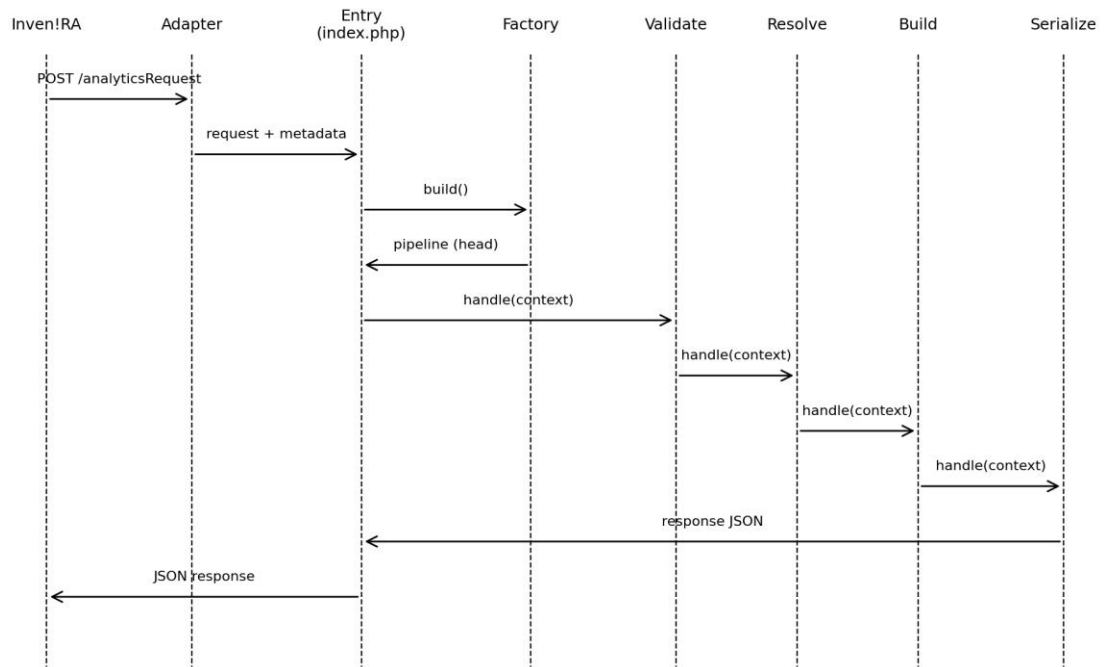 Inven!RA
Adapter
Entry
(index.php)
Factory
Validate
Resolve
Build
Serialize
POST /analyticsRequest
request + metadata
build()
pipeline (head)
handle(context)
handle(context)
handle(context)
handle(context)
response JSON
JSON response